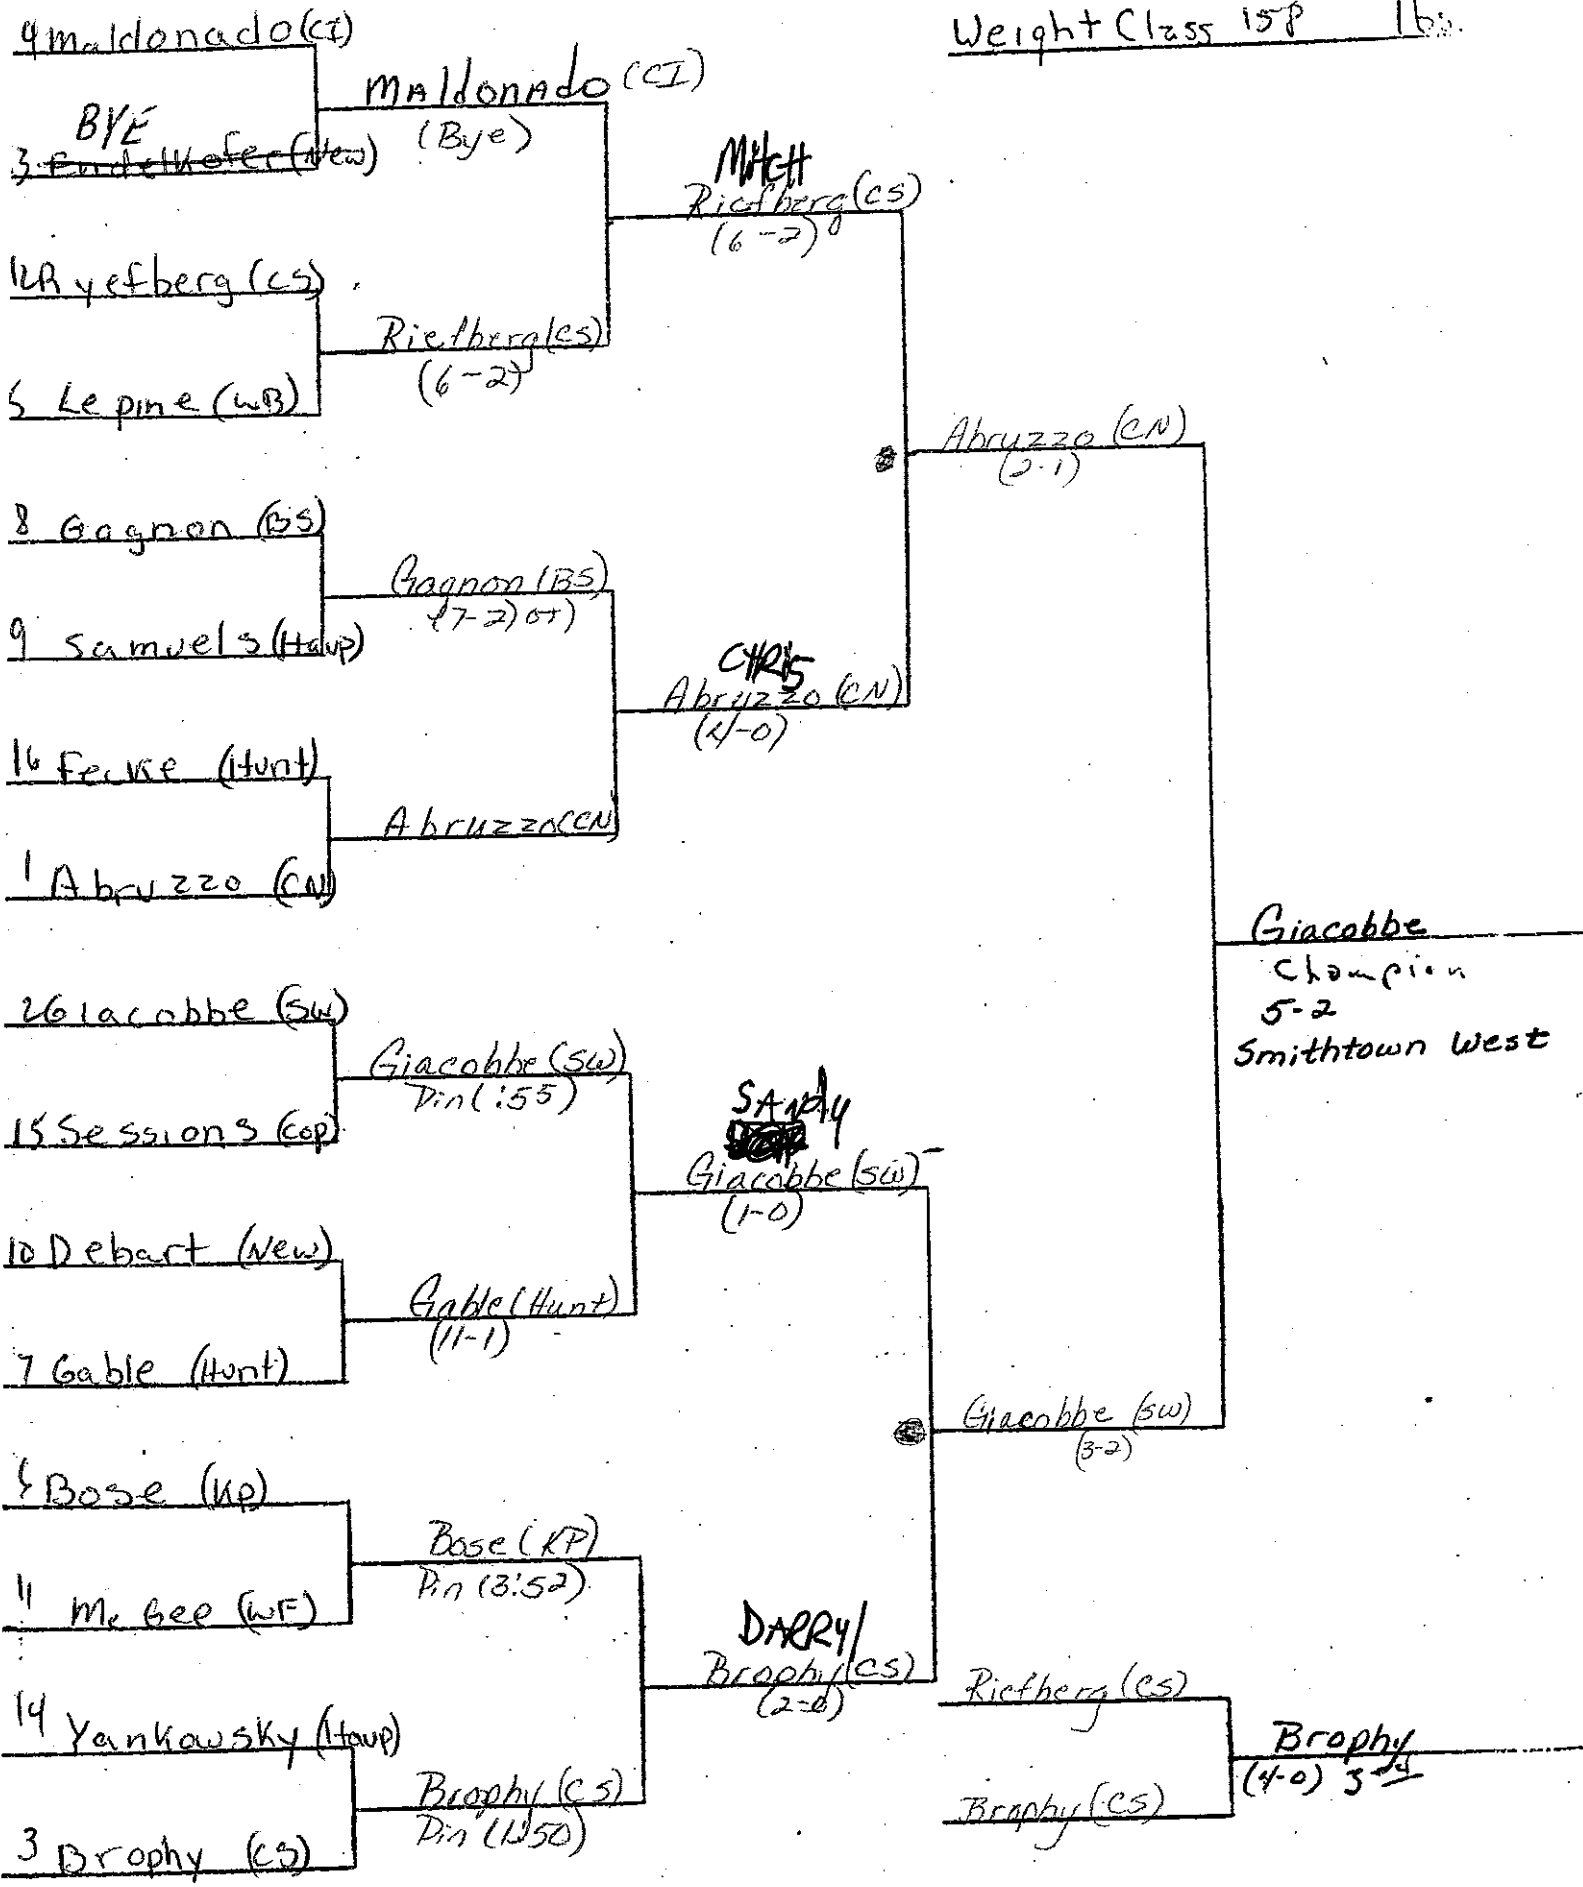 Weight Class 158 lbs.
4 Maldonado (CI)
Maldonado (CI)
(Bye)
BYE
3 Endelkofer (New)
MitCH
Riefberg (CS)
(6-2)
12 Ryefberg (CS)
Riefberg (CS)
(6-2)
5 Lepine (WB)
Abruzzo (CN)
(2-1)
8 Gagnon (BS)
Gagnon (BS)
(7-2) OT)
9 Samuels (Haup)
CHRiS
Abruzzo (CN)
(4-0)
16 Feike (Hunt)
Abruzzo (CN)
1 Abruzzo (CN)
Giacobbe
Champion
5-2
Smithtown West
2 Giacobbe (SW)
Giacobbe (SW)
Pin (:55)
15 Sessions (Cop)
SANdy
Giacobbe (SW)
(1-0)
10 Debart (New)
Gable (Hunt)
(11-1)
7 Gable (Hunt)
Giacobbe (SW)
(3-2)
Bose (KP)
Bose (KP)
Pin (3:52)
11 McGee (WF)
DARRyl
Brophy (CS)
(2-0)
14 Yankowsky (Haup)
Brophy (CS)
Pin (1:50)
3 Brophy (CS)
Riefberg (CS)
Brophy
(4-0) 3rd
Brophy (CS)